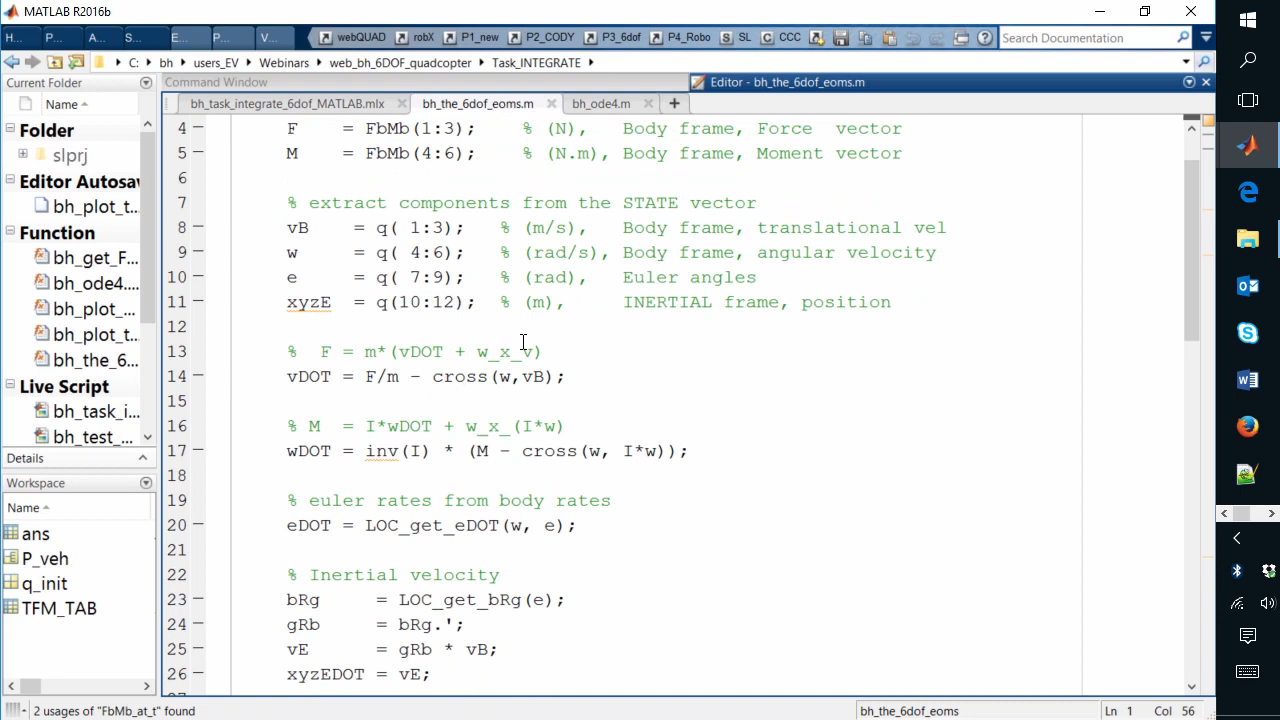 MATLAB R2016b
H... P... A... S... E... P... V... webQUAD robX P1_new P2_CODY P3_6dof P4_Robo SL CCC Search Documentation
C: bh users_EV Webinars web_bh_6DOF_quadcopter Task_INTEGRATE
Current Folder
Name
Folder
slprj
Editor Autosav
bh_plot_t...
Function
bh_get_F...
bh_ode4....
bh_plot_...
bh_plot_t...
bh_the_6...
Live Script
bh_task_i...
bh_test_...
Details
Workspace
Name
ans
P_veh
q_init
TFM_TAB
Command Window
Editor - bh_the_6dof_eoms.m
bh_task_integrate_6dof_MATLAB.mlx bh_the_6dof_eoms.m bh_ode4.m
4 F = FbMb(1:3); % (N), Body frame, Force vector
5 M = FbMb(4:6); % (N.m), Body frame, Moment vector
6
7 % extract components from the STATE vector
8 vB = q( 1:3); % (m/s), Body frame, translational vel
9 w = q( 4:6); % (rad/s), Body frame, angular velocity
10 e = q( 7:9); % (rad), Euler angles
11 xyzE = q(10:12); % (m), INERTIAL frame, position
12
13 % F = m*(vDOT + w_x_v)
14 vDOT = F/m - cross(w,vB);
15
16 % M = I*wDOT + w_x_(I*w)
17 wDOT = inv(I) * (M - cross(w, I*w));
18
19 % euler rates from body rates
20 eDOT = LOC_get_eDOT(w, e);
21
22 % Inertial velocity
23 bRg = LOC_get_bRg(e);
24 gRb = bRg.';
25 vE = gRb * vB;
26 xyzEDOT = vE;
2 usages of "FbMb_at_t" found
bh_the_6dof_eoms
Ln 1 Col 56